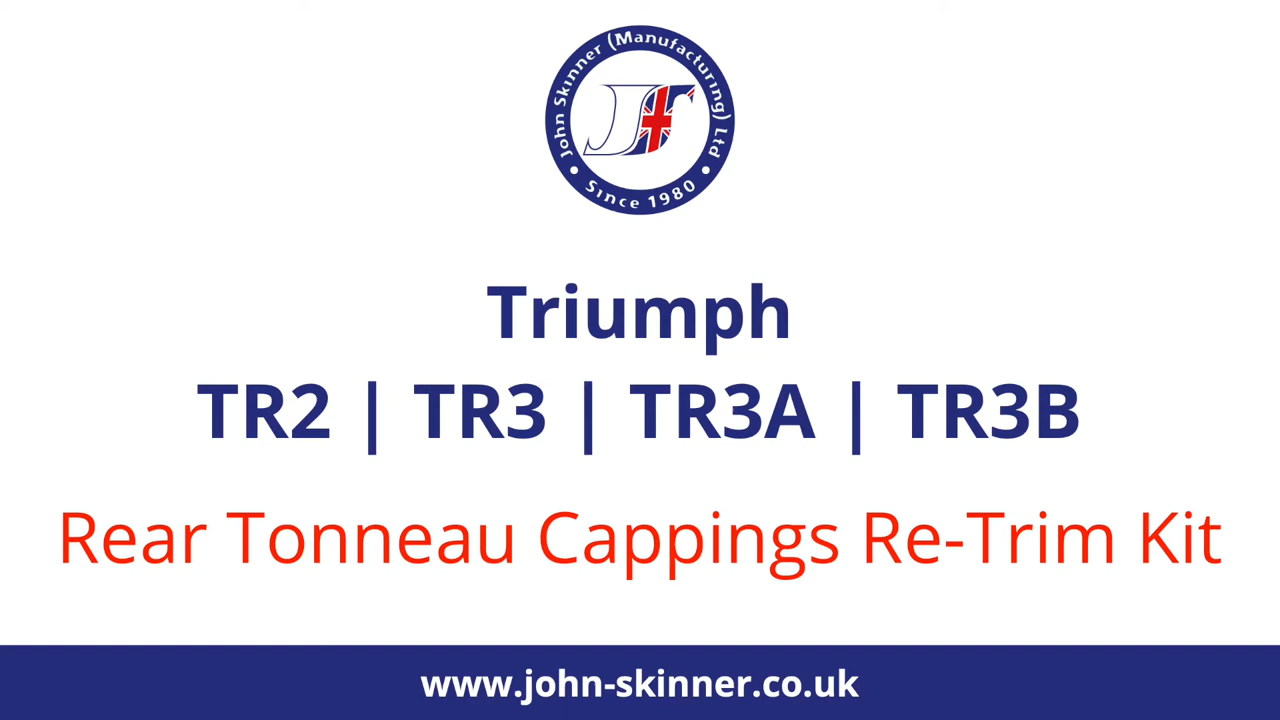 John Skinner (Manufacturing) Ltd
• Since 1980 •
JS
Triumph
TR2 | TR3 | TR3A | TR3B
Rear Tonneau Cappings Re-Trim Kit
www.john-skinner.co.uk